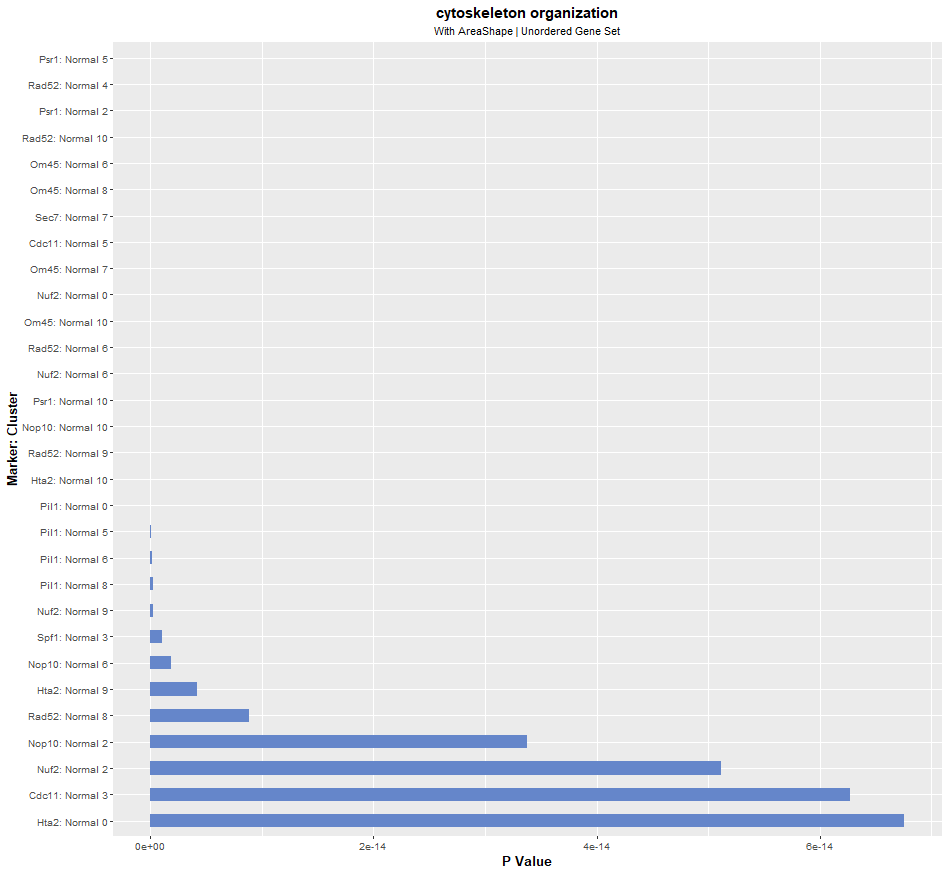 cytoskeleton organization
With AreaShape | Unordered Gene Set
Marker: Cluster
Psr1: Normal 5
Rad52: Normal 4
Psr1: Normal 2
Rad52: Normal 10
Om45: Normal 6
Om45: Normal 8
Sec7: Normal 7
Cdc11: Normal 5
Om45: Normal 7
Nuf2: Normal 0
Om45: Normal 10
Rad52: Normal 6
Nuf2: Normal 6
Psr1: Normal 10
Nop10: Normal 10
Rad52: Normal 9
Hta2: Normal 10
Pil1: Normal 0
Pil1: Normal 5
Pil1: Normal 6
Pil1: Normal 8
Nuf2: Normal 9
Spf1: Normal 3
Nop10: Normal 6
Hta2: Normal 9
Rad52: Normal 8
Nop10: Normal 2
Nuf2: Normal 2
Cdc11: Normal 3
Hta2: Normal 0
0e+00 2e-14 4e-14 6e-14
P Value